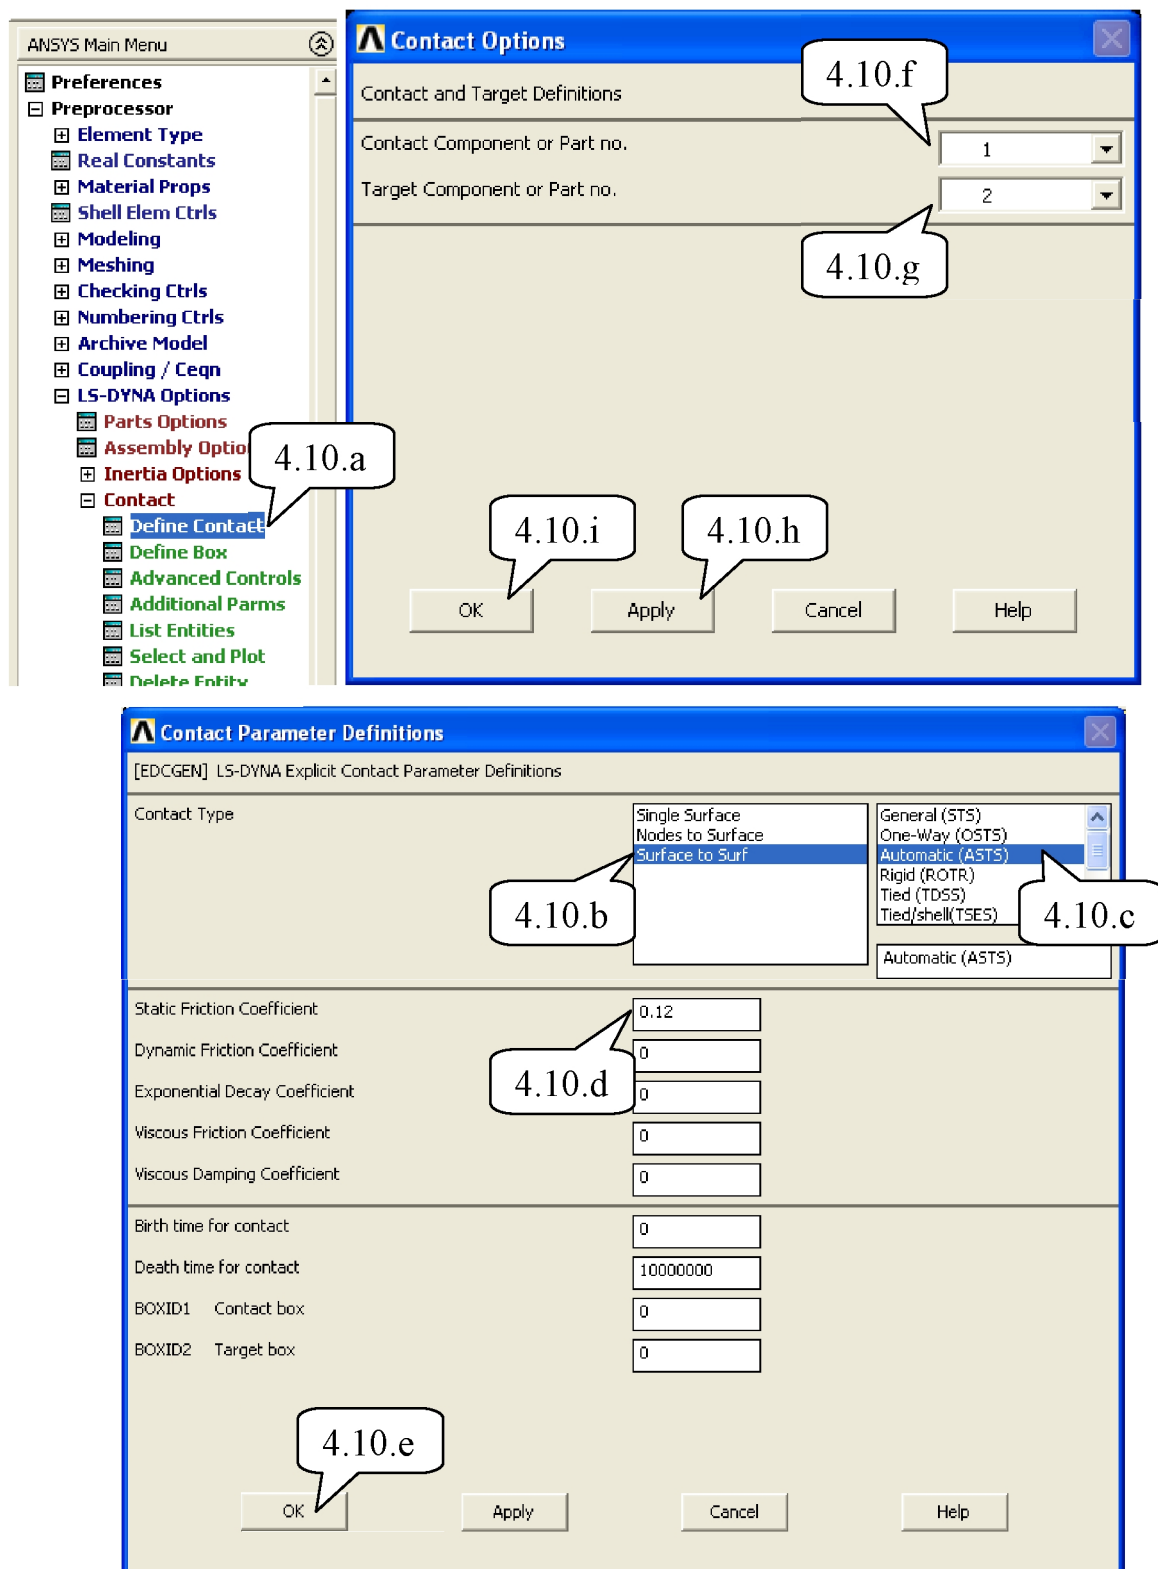 ANSYS Main Menu
Preferences
Preprocessor
Element Type
Real Constants
Material Props
Shell Elem Ctrls
Modeling
Meshing
Checking Ctrls
Numbering Ctrls
Archive Model
Coupling / Ceqn
LS-DYNA Options
Parts Options
Assembly Optio
4.10.a
Inertia Options
Contact
Define Contact
Define Box
Advanced Controls
Additional Parms
List Entities
Select and Plot
Delete Entity
Contact Options
4.10.f
Contact and Target Definitions
Contact Component or Part no. 1
Target Component or Part no. 2
4.10.g
4.10.i 4.10.h
OK Apply Cancel Help
Contact Parameter Definitions
[EDCGEN] LS-DYNA Explicit Contact Parameter Definitions
Contact Type
Single Surface
Nodes to Surface
Surface to Surf
4.10.b
General (STS)
One-Way (OSTS)
Automatic (ASTS)
Rigid (ROTR)
Tied (TDSS)
Tied/shell(TSES)
4.10.c
Automatic (ASTS)
Static Friction Coefficient 0.12
Dynamic Friction Coefficient 0
4.10.d
Exponential Decay Coefficient 0
Viscous Friction Coefficient 0
Viscous Damping Coefficient 0
Birth time for contact 0
Death time for contact 10000000
BOXID1 Contact box 0
BOXID2 Target box 0
4.10.e
OK Apply Cancel Help